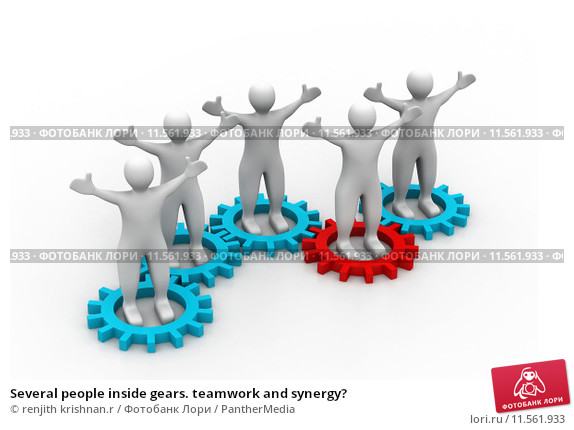 .933 - ФОТОБАНК ЛОРИ - 11.561.933 - ФОТОБАНК ЛОРИ - 11.561.933 - ФОТОБАНК ЛОРИ - 11.561.933 - ФО
.933 - ФОТОБАНК ЛОРИ - 11.561.933 - ФОТОБАНК ЛОРИ - 11.561.933 - ФОТОБАНК ЛОРИ - 11.561.933 - ФО
Several people inside gears. teamwork and synergy?
© renjith krishnan.r / Фотобанк Лори / PantherMedia
ФОТОБАНК ЛОРИ
lori.ru / 11.561.933